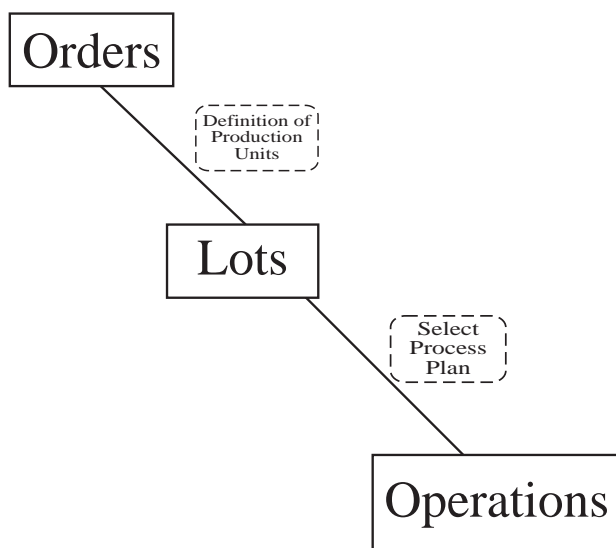 Orders
Definition of
Production
Units
Lots
Select
Process
Plan
Operations